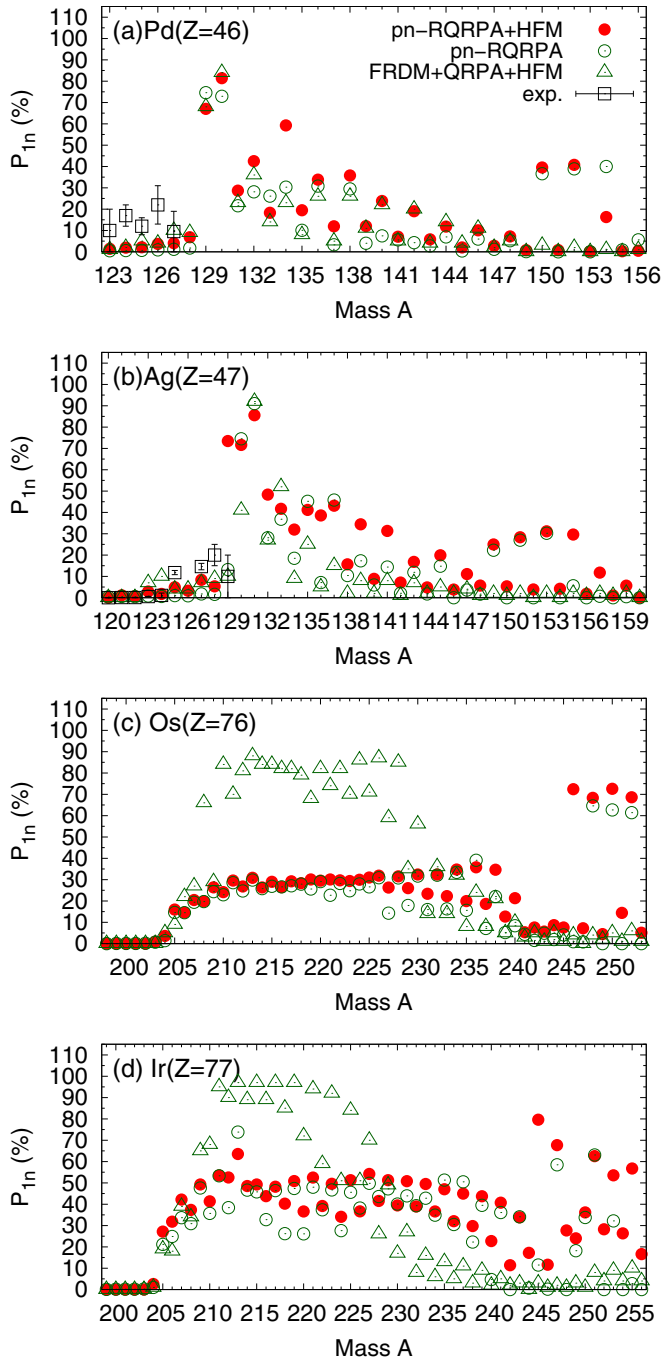 (a)Pd(Z=46)
pn-RQRPA+HFM
pn-RQRPA
FRDM+QRPA+HFM
exp.
P1n (%)
110
100
90
80
70
60
50
40
30
20
10
0
123 126 129 132 135 138 141 144 147 150 153 156
Mass A
(b)Ag(Z=47)
P1n (%)
110
100
90
80
70
60
50
40
30
20
10
0
120 123 126 129 132 135 138 141 144 147 150 153 156 159
Mass A
(c) Os(Z=76)
P1n (%)
110
100
90
80
70
60
50
40
30
20
10
0
200 205 210 215 220 225 230 235 240 245 250
Mass A
(d) Ir(Z=77)
P1n (%)
110
100
90
80
70
60
50
40
30
20
10
0
200 205 210 215 220 225 230 235 240 245 250 255
Mass A